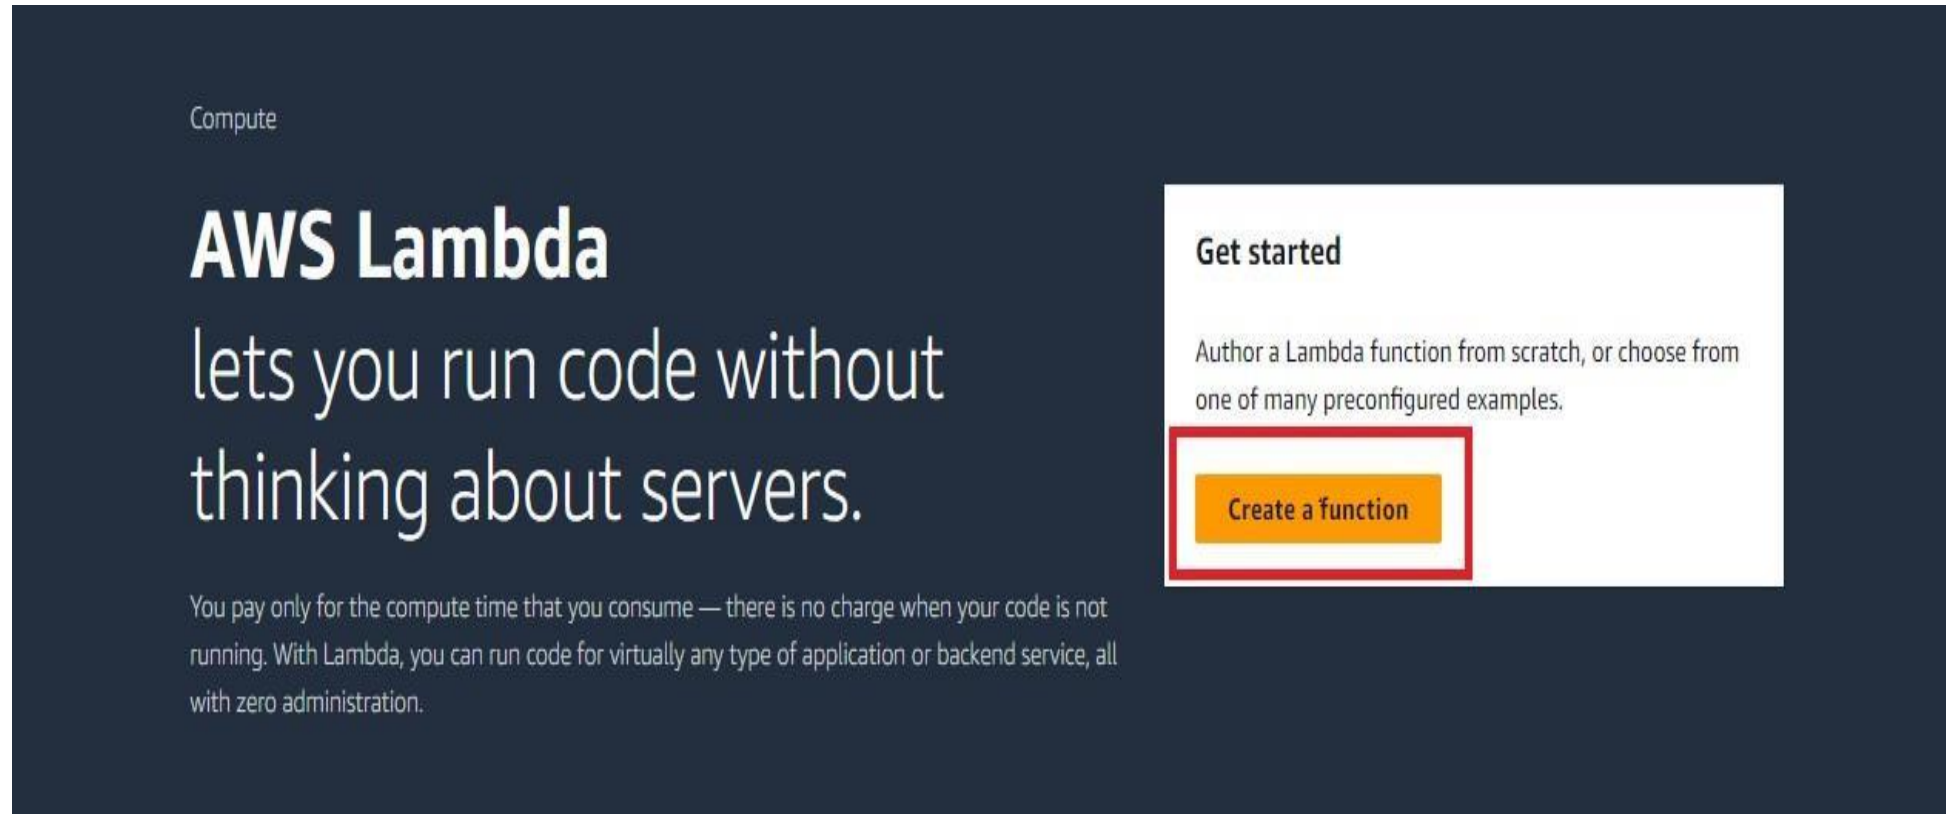 Compute
AWS Lambda
lets you run code without
thinking about servers.
You pay only for the compute time that you consume — there is no charge when your code is not
running. With Lambda, you can run code for virtually any type of application or backend service, all
with zero administration.
Get started
Author a Lambda function from scratch, or choose from
one of many preconfigured examples.
Create a function